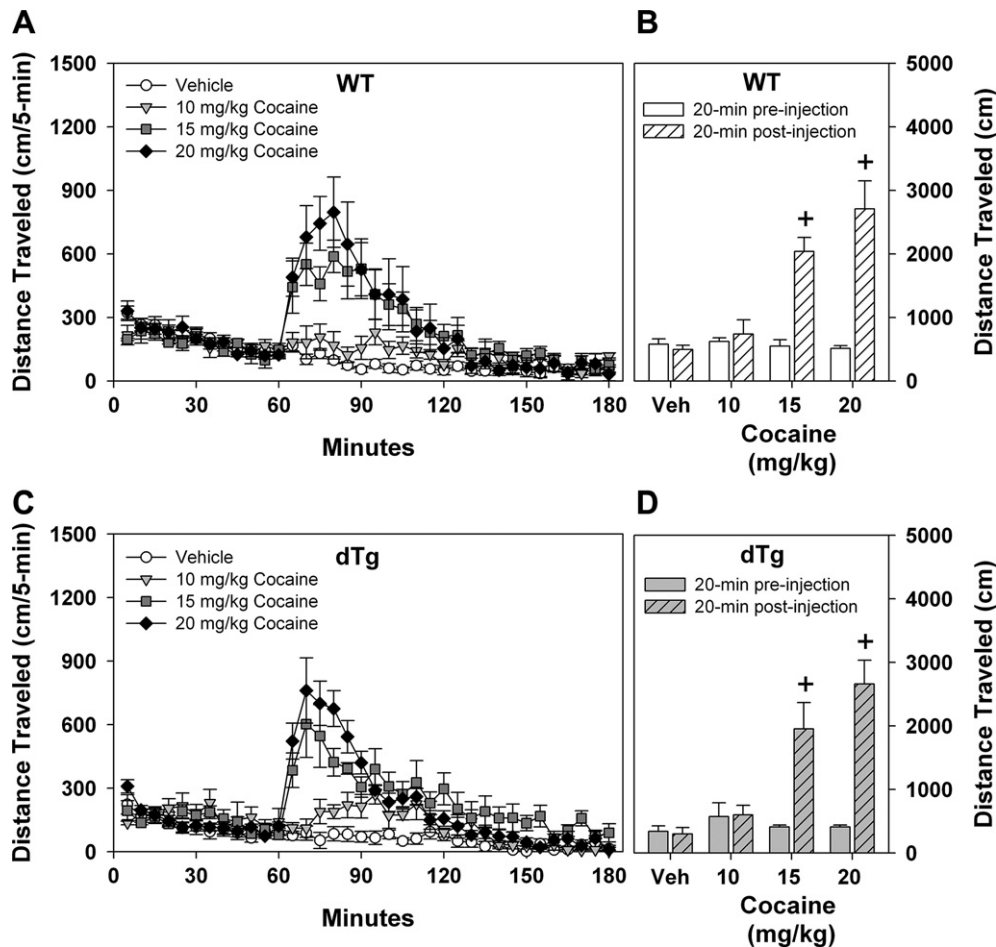 A
Distance Traveled (cm/5-min)
1500
1200
900
600
300
0
WT
Vehicle
10 mg/kg Cocaine
15 mg/kg Cocaine
20 mg/kg Cocaine
0 30 60 90 120 150 180
Minutes
B
WT
20-min pre-injection
20-min post-injection
+
+
5000
4000
3000
2000
1000
0
Distance Traveled (cm)
Veh 10 15 20
Cocaine
(mg/kg)
C
Distance Traveled (cm/5-min)
1500
1200
900
600
300
0
dTg
Vehicle
10 mg/kg Cocaine
15 mg/kg Cocaine
20 mg/kg Cocaine
0 30 60 90 120 150 180
Minutes
D
dTg
20-min pre-injection
20-min post-injection
+
+
5000
4000
3000
2000
1000
0
Distance Traveled (cm)
Veh 10 15 20
Cocaine
(mg/kg)